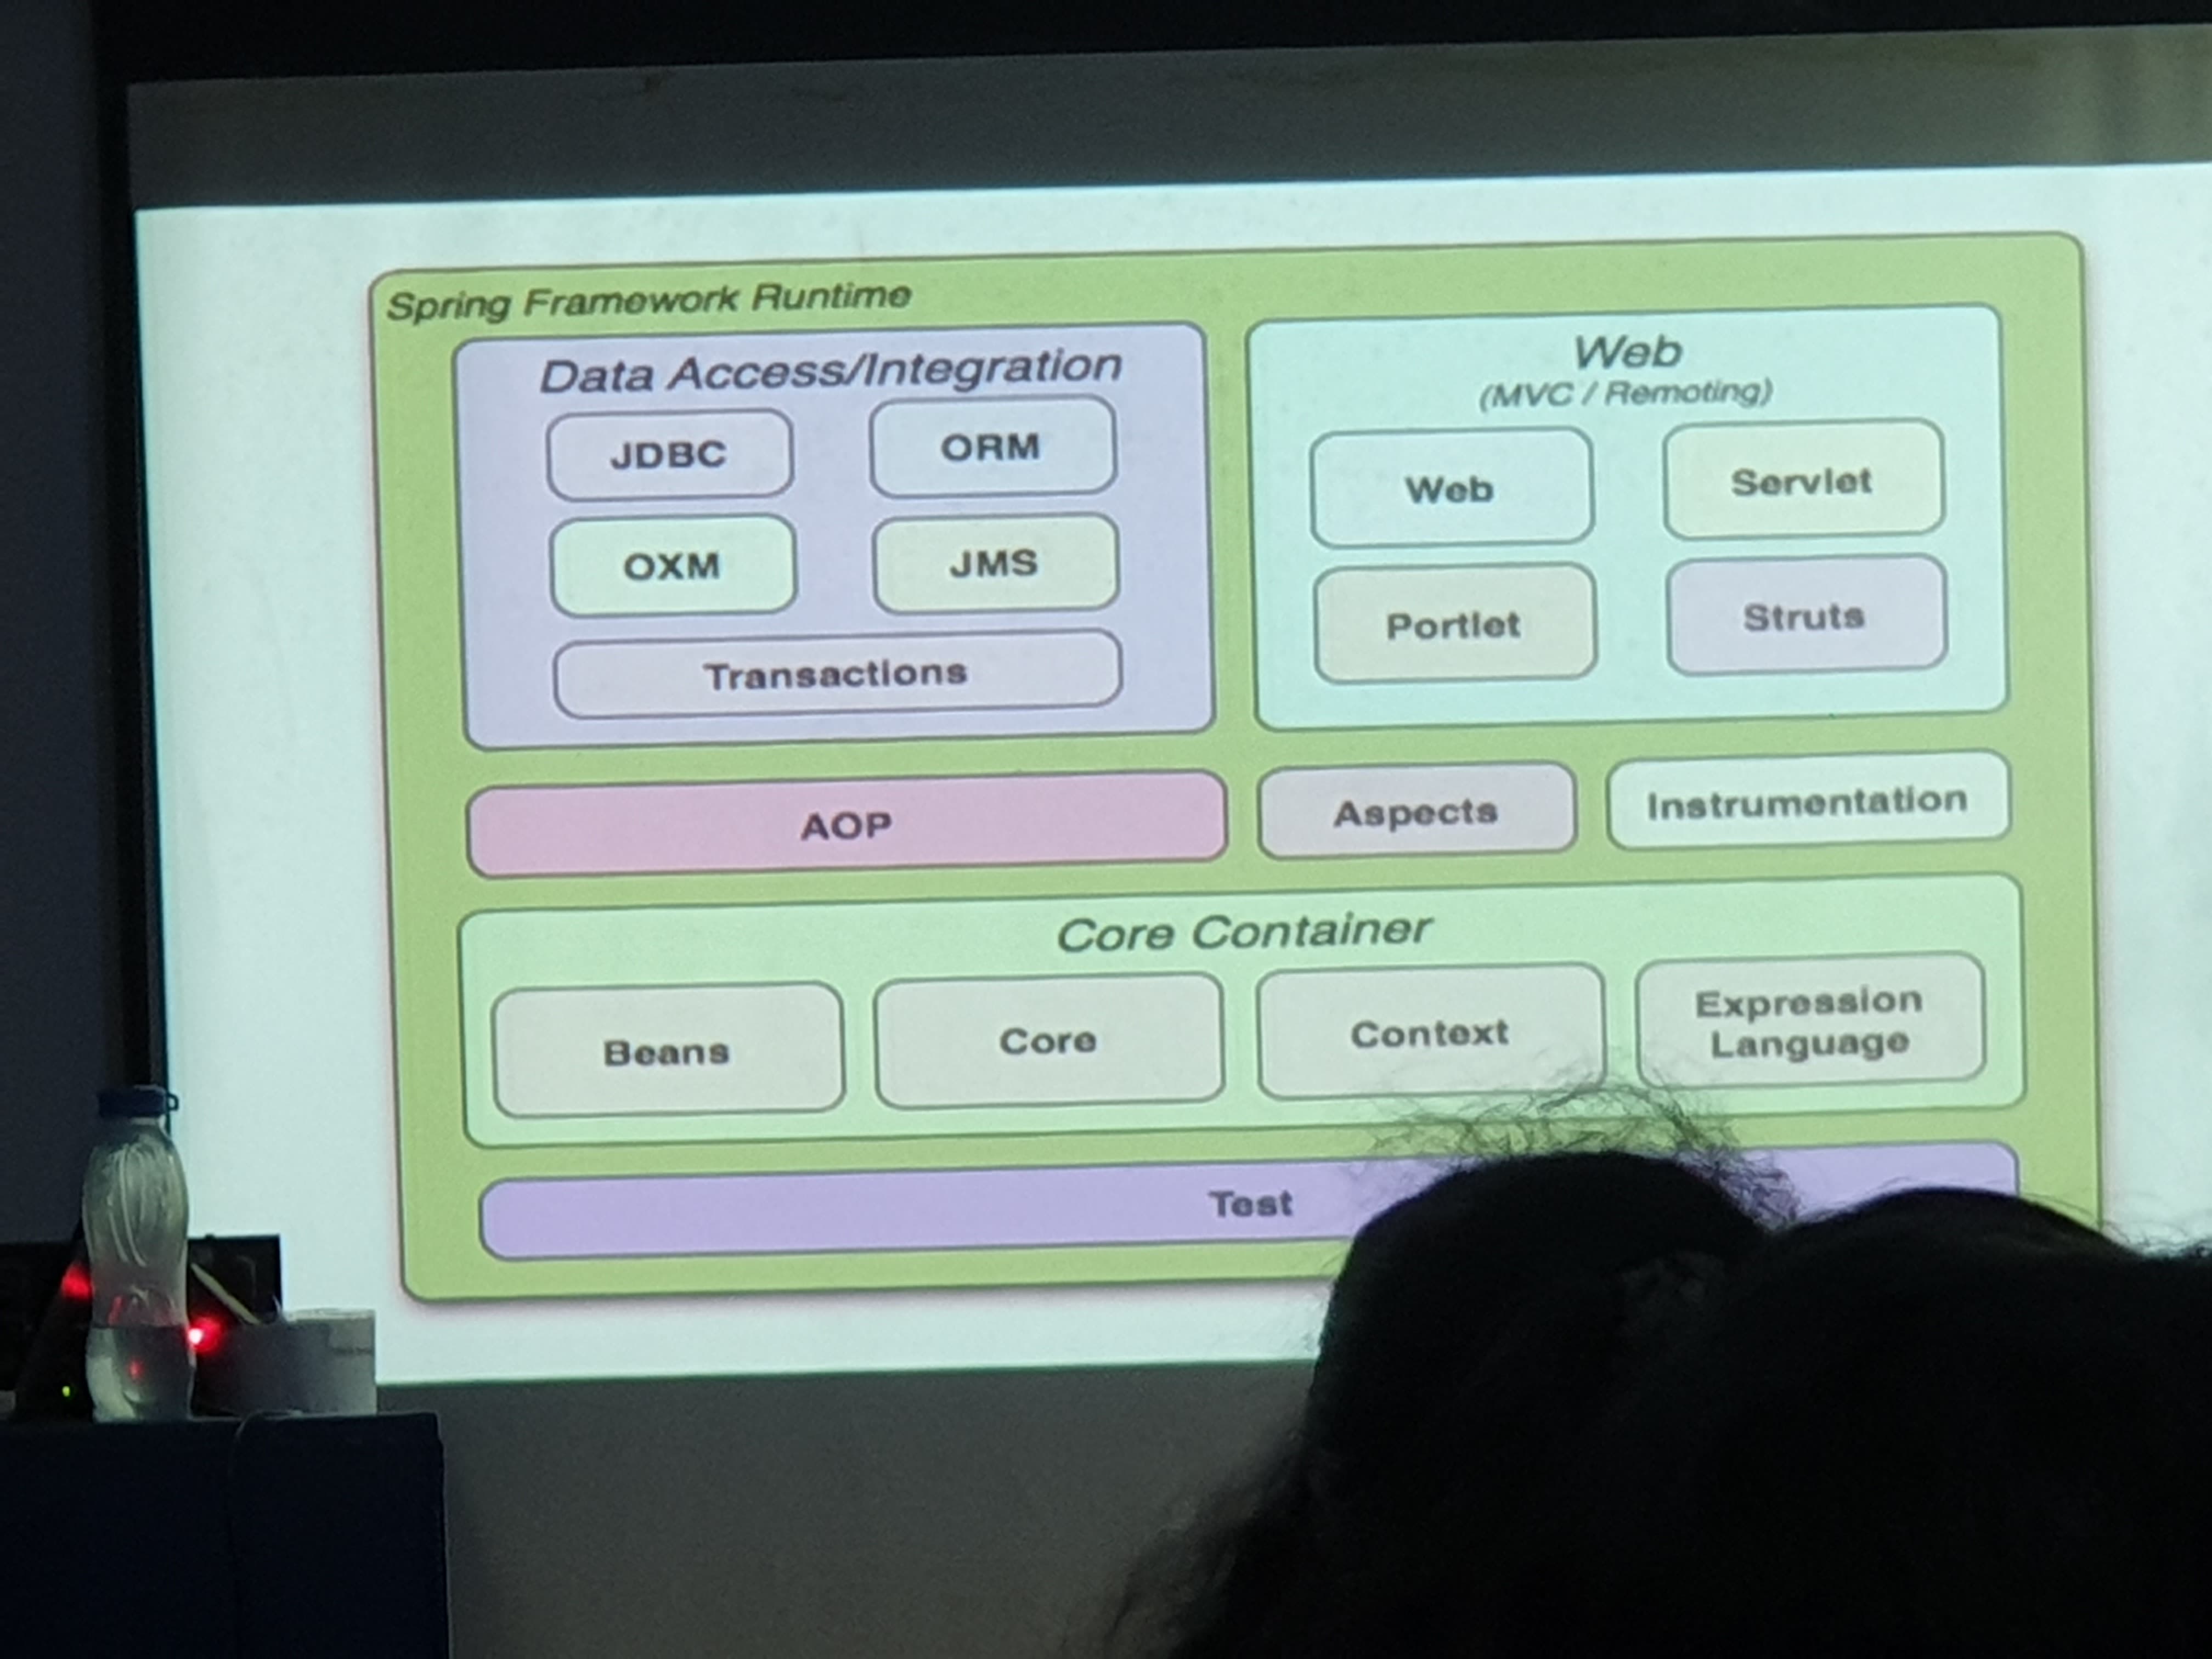 Spring Framework Runtime
Data Access/Integration
JDBC
ORM
OXM
JMS
Transactions
Web
(MVC / Remoting)
Web
Servlet
Portlet
Struts
AOP
Aspects
Instrumentation
Core Container
Beans
Core
Context
Expression
Language
Test